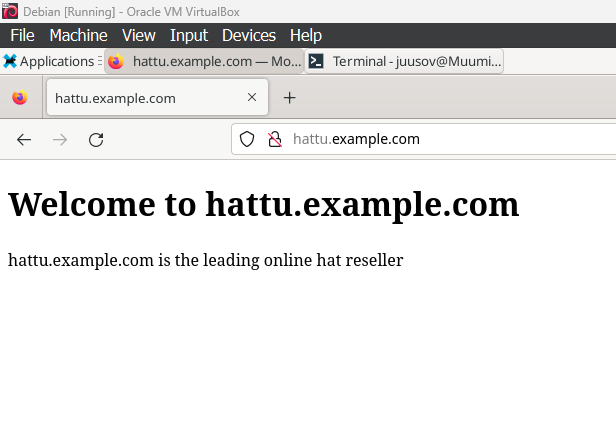 Debian [Running] - Oracle VM VirtualBox
File Machine View Input Devices Help
Applications hattu.example.com — Mo... Terminal - juusov@Muumi...
hattu.example.com
hattu.example.com
Welcome to hattu.example.com
hattu.example.com is the leading online hat reseller